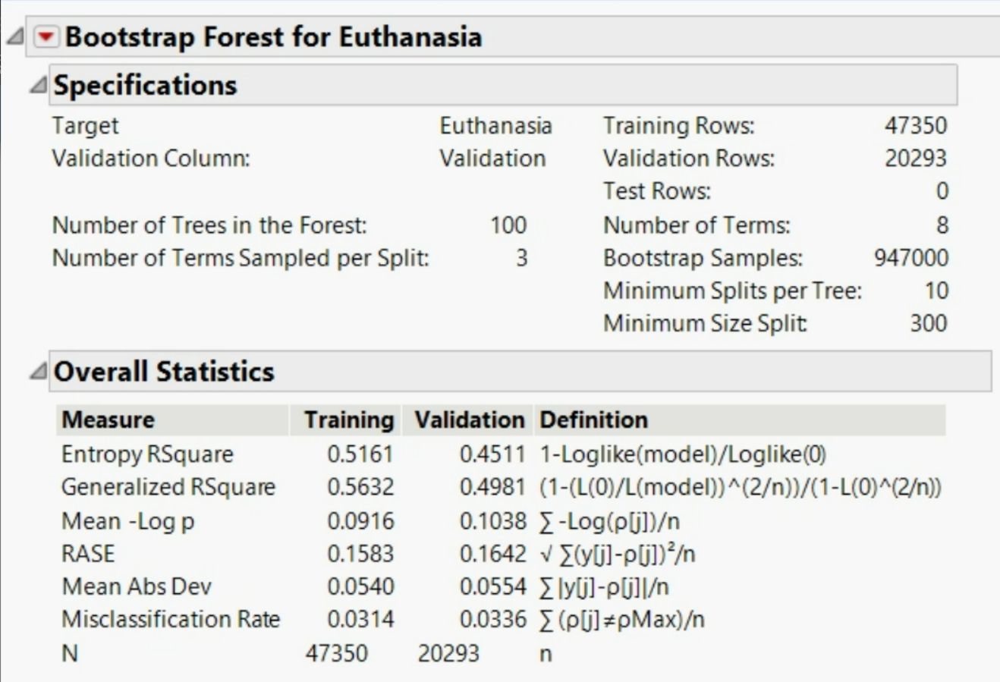 Bootstrap Forest for Euthanasia
Specifications
Target Euthanasia Training Rows: 47350
Validation Column: Validation Validation Rows: 20293
Test Rows: 0
Number of Trees in the Forest: 100 Number of Terms: 8
Number of Terms Sampled per Split: 3 Bootstrap Samples: 947000
Minimum Splits per Tree: 10
Minimum Size Split: 300
Overall Statistics
Measure Training Validation Definition
Entropy RSquare 0.5161 0.4511 1-Loglike(model)/Loglike(0)
Generalized RSquare 0.5632 0.4981 (1-(L(0)/L(model))^(2/n))/(1-L(0)^(2/n))
Mean -Log p 0.0916 0.1038 ∑ -Log(ρ[j])/n
RASE 0.1583 0.1642 √ ∑(y[j]-ρ[j])²/n
Mean Abs Dev 0.0540 0.0554 ∑ |y[j]-ρ[j]|/n
Misclassification Rate 0.0314 0.0336 ∑ (ρ[j]≠ρMax)/n
N 47350 20293 n